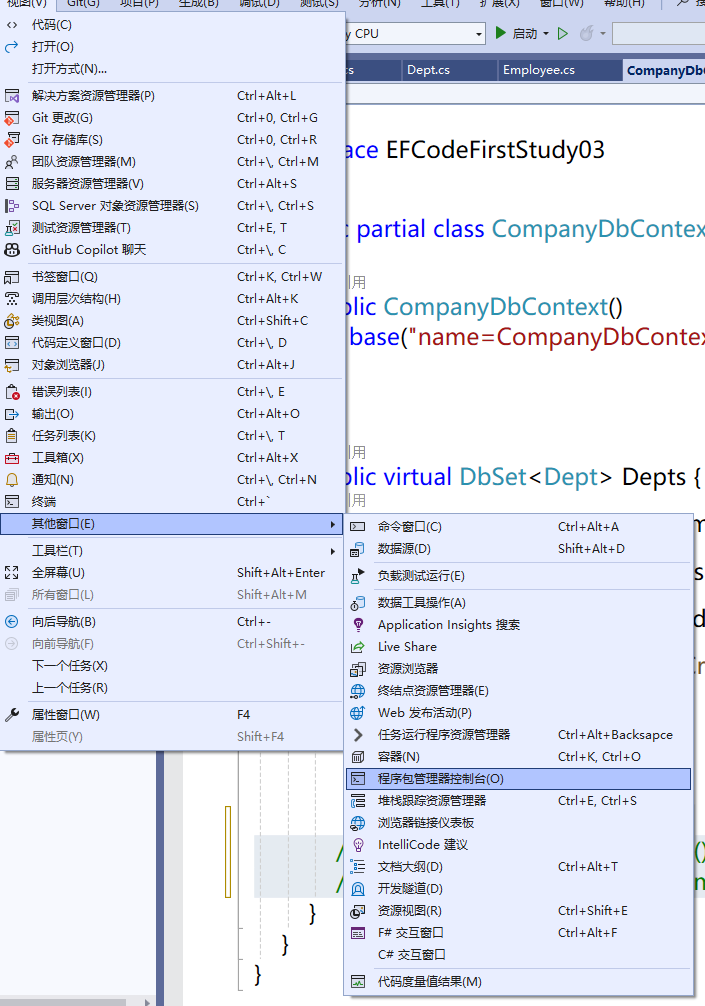 视图(V) Git(G) 项目(P) 生成(B) 调试(D) 测试(S) 分析(N) 工具(T) 扩展(X) 窗口(W) 帮助(H)
y CPU 启动
cs Dept.cs Employee.cs CompanyDbC
代码(C)
打开(O)
打开方式(N)...
解决方案资源管理器(P) Ctrl+Alt+L
Git 更改(G) Ctrl+0, Ctrl+G
Git 存储库(S) Ctrl+0, Ctrl+R
团队资源管理器(M) Ctrl+\, Ctrl+M
服务器资源管理器(V) Ctrl+Alt+S
SQL Server 对象资源管理器(S) Ctrl+\, Ctrl+S
测试资源管理器(T) Ctrl+E, T
GitHub Copilot 聊天 Ctrl+\, C
书签窗口(Q) Ctrl+K, Ctrl+W
调用层次结构(H) Ctrl+Alt+K
类视图(A) Ctrl+Shift+C
代码定义窗口(D) Ctrl+\, D
对象浏览器(J) Ctrl+Alt+J
错误列表(I) Ctrl+\, E
输出(O) Ctrl+Alt+O
任务列表(K) Ctrl+\, T
工具箱(X) Ctrl+Alt+X
通知(N) Ctrl+\, Ctrl+N
终端 Ctrl+`
其他窗口(E)
工具栏(T)
全屏幕(U) Shift+Alt+Enter
所有窗口(L) Shift+Alt+M
向后导航(B) Ctrl+-
向前导航(F) Ctrl+Shift+-
下一个任务(X)
上一个任务(R)
属性窗口(W) F4
属性页(Y) Shift+F4
ace EFCodeFirstStudy03
c partial class CompanyDbContex
用
blic CompanyDbContext()
base("name=CompanyDbContex
用
blic virtual DbSet<Dept> Depts {
用
命令窗口(C) Ctrl+Alt+A
数据源(D) Shift+Alt+D
负载测试运行(E)
数据工具操作(A)
Application Insights 搜索
Live Share
资源浏览器
终结点资源管理器(E)
Web 发布活动(P)
任务运行程序资源管理器 Ctrl+Alt+Backsapce
容器(N) Ctrl+K, Ctrl+O
程序包管理器控制台(O)
堆栈跟踪资源管理器 Ctrl+E, Ctrl+S
浏览器链接仪表板
IntelliCode 建议
文档大纲(D) Ctrl+Alt+T
开发隧道(D)
资源视图(R) Ctrl+Shift+E
F# 交互窗口 Ctrl+Alt+F
C# 交互窗口
代码度量值结果(M)
}
}
}